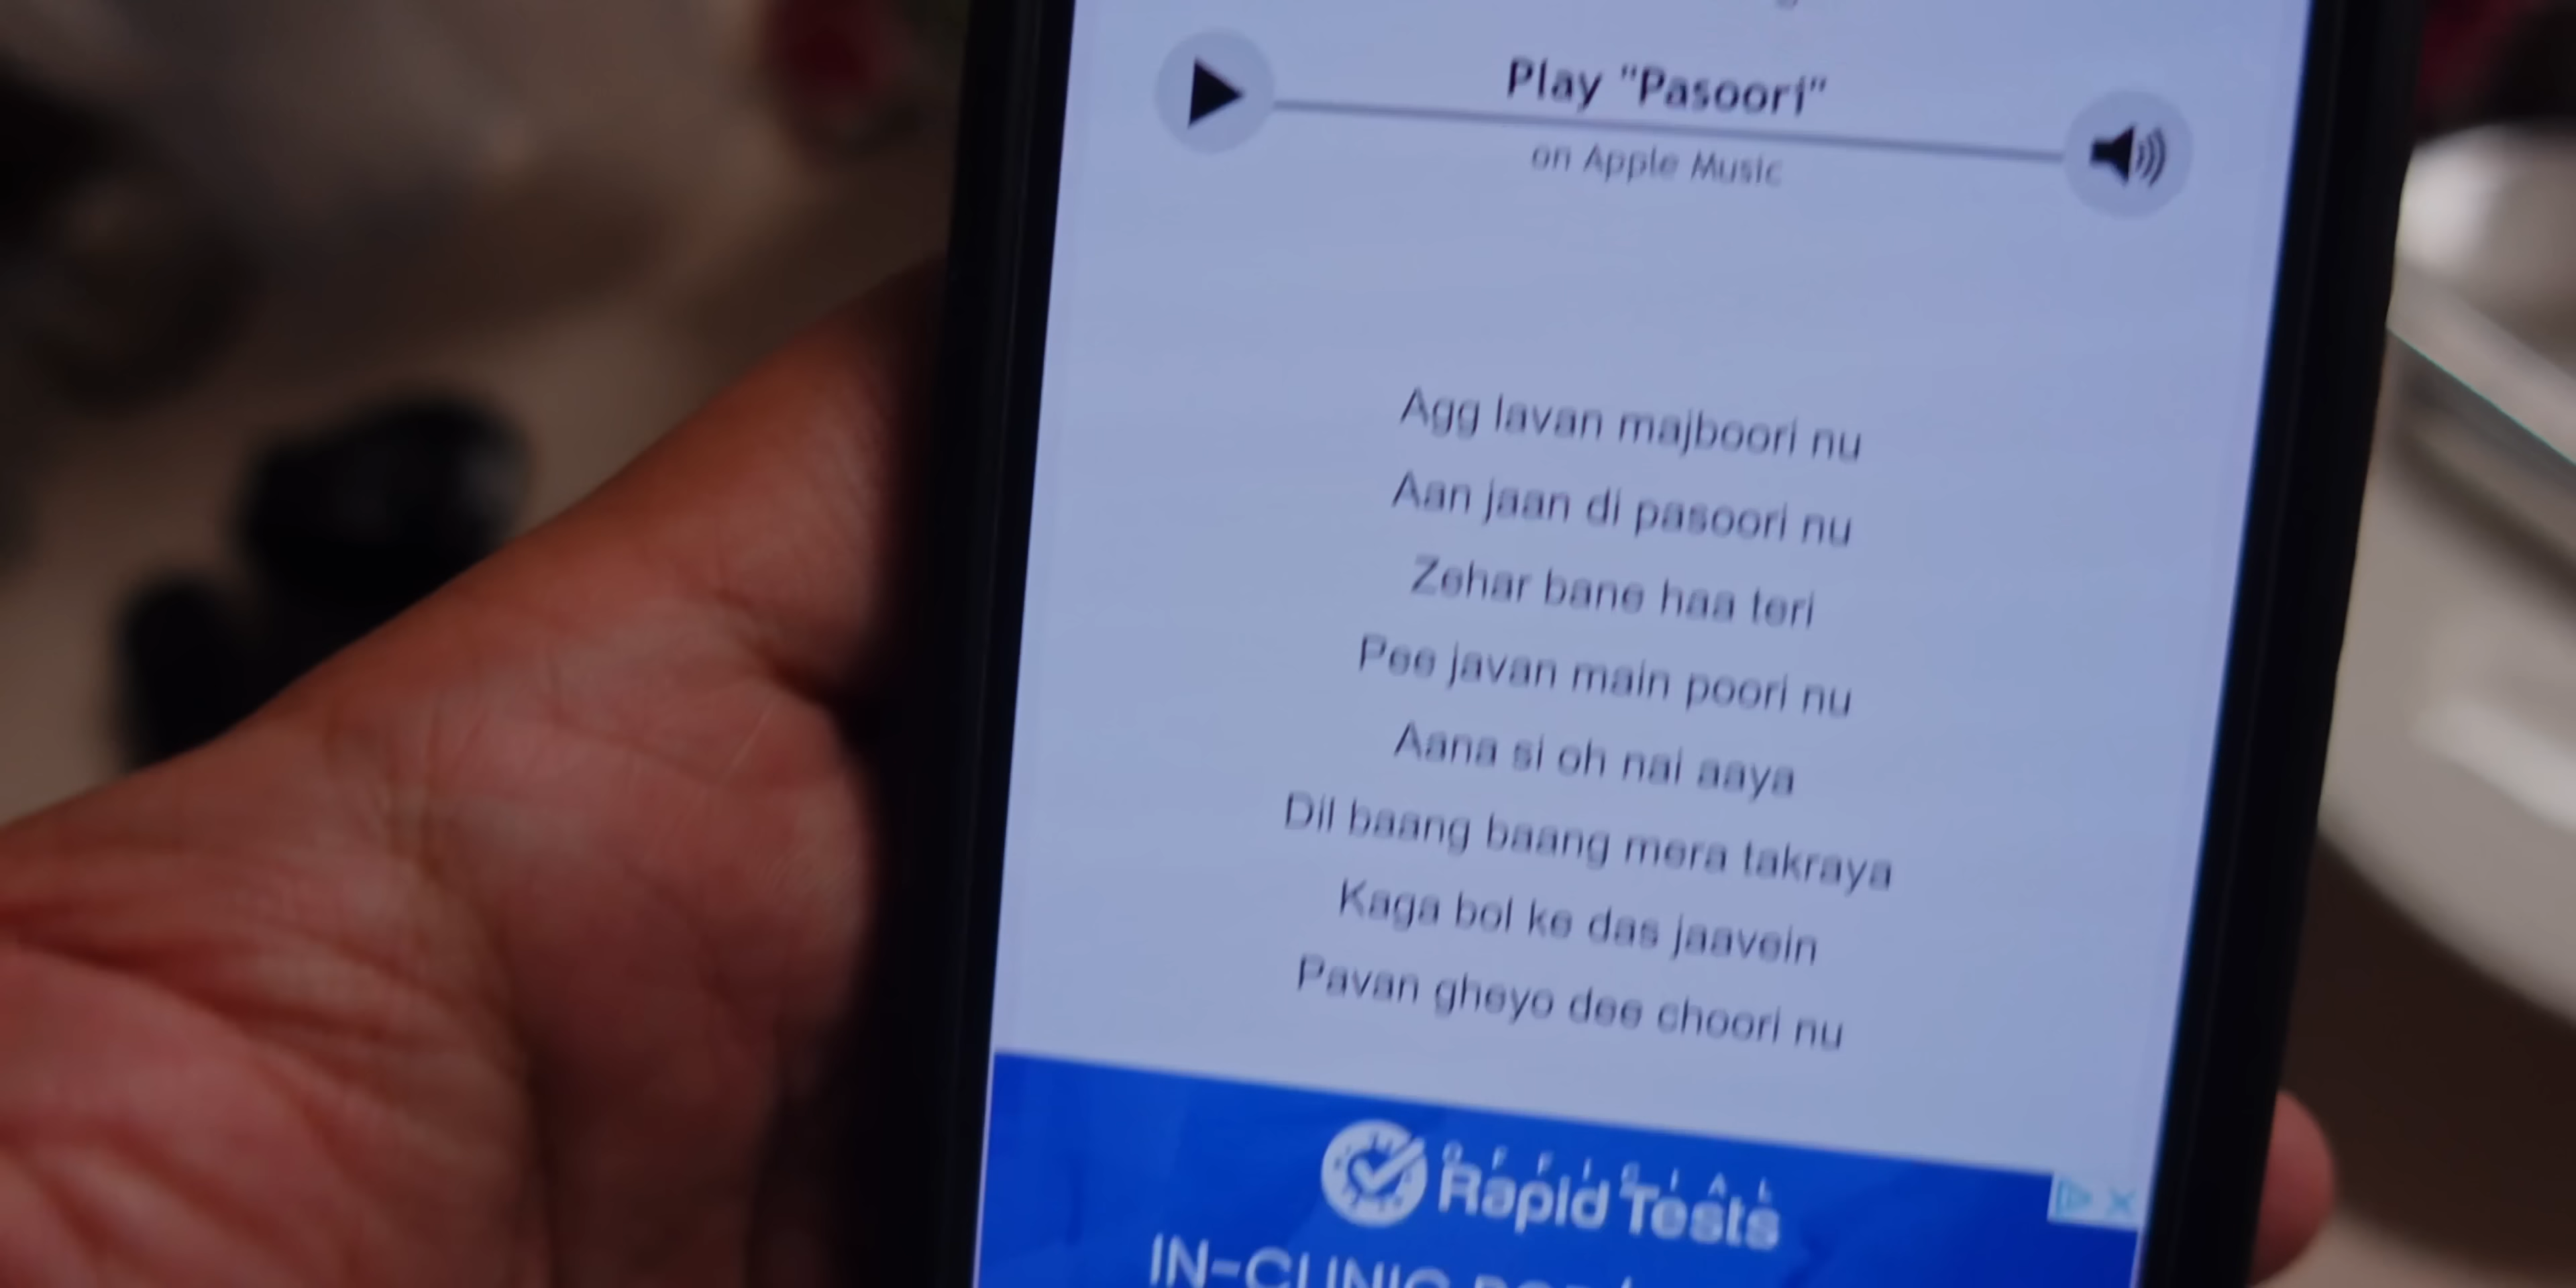 Play "Pasoori"
on Apple Music
Agg lavan majboori nu
Aan jaan di pasoori nu
Zehar bane haa teri
Pee javan main poori nu
Aana si oh nai aaya
Dil baang baang mera takraya
Kaga bol ke das jaavein
Pavan gheyo dee choori nu
OFFICIAL
Rapid Tests
IN-CLINIC